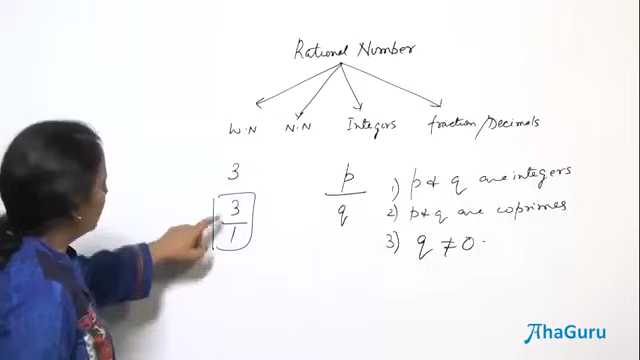 Rational Number
W.N N.N Integers fraction/Decimals
3
3
1
p
q
1) p & q are integers
2) p & q are coprimes
3) q ≠ 0.
AhaGuru